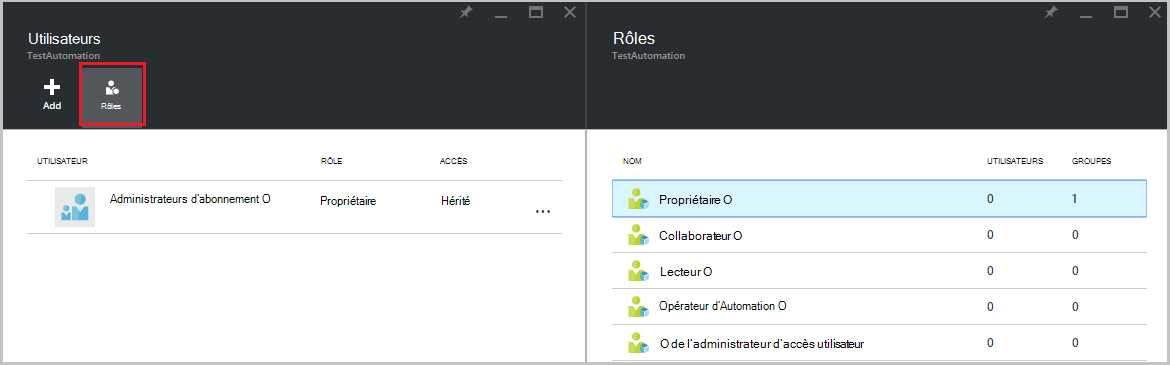 Utilisateurs
TestAutomation
Add
Rôles
UTILISATEUR RÔLE ACCÈS
Administrateurs d'abonnement O Propriétaire Hérité ...
Rôles
TestAutomation
NOM UTILISATEURS GROUPES
Propriétaire O 0 1
Collaborateur O 0 0
Lecteur O 0 0
Opérateur d'Automation O 0 0
O de l'administrateur d'accès utilisateur 0 0